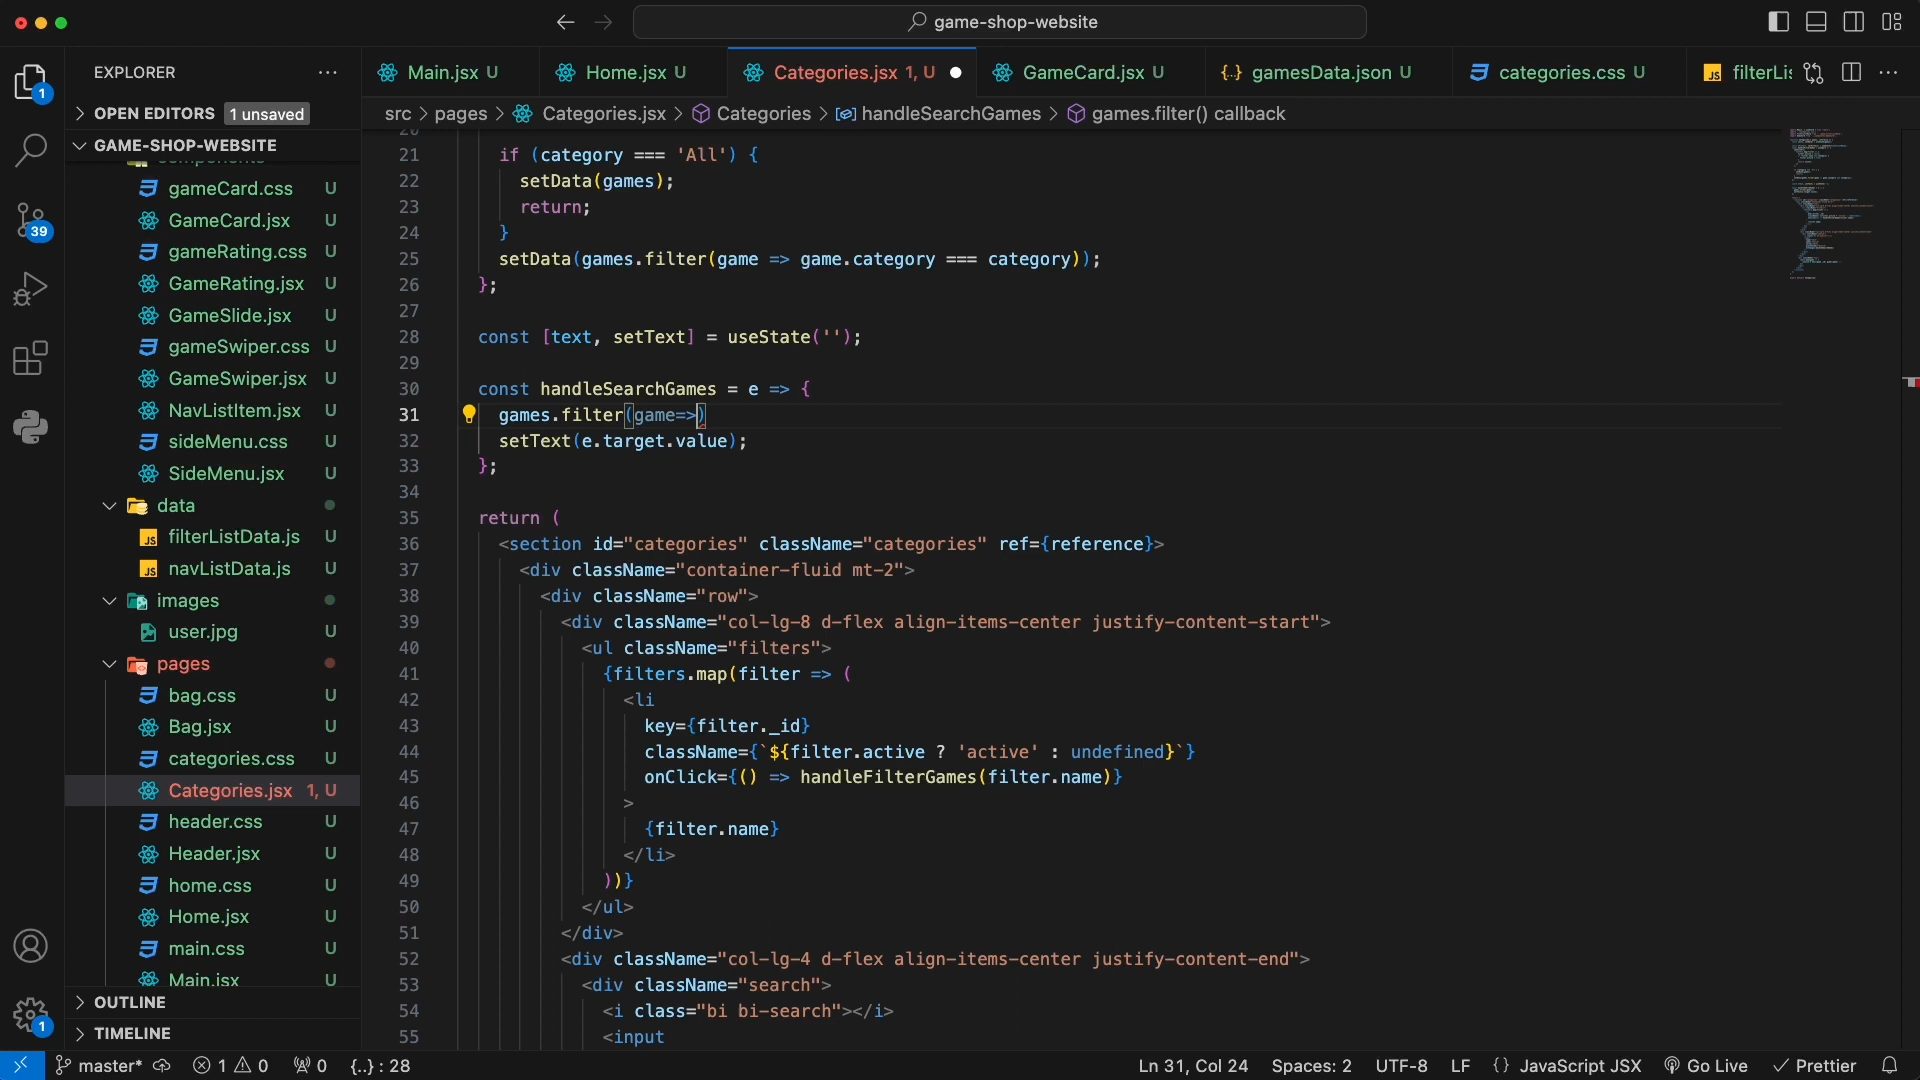 game-shop-website
EXPLORER
Main.jsx U
Home.jsx U
Categories.jsx 1, U
GameCard.jsx U
gamesData.json U
categories.css U
filterLis
1
OPEN EDITORS 1 unsaved
src > pages > Categories.jsx > Categories > handleSearchGames > games.filter() callback
GAME-SHOP-WEBSITE
components
gameCard.css U
GameCard.jsx U
39
gameRating.css U
GameRating.jsx U
GameSlide.jsx U
gameSwiper.css U
GameSwiper.jsx U
NavListItem.jsx U
sideMenu.css U
SideMenu.jsx U
data
filterListData.js U
navListData.js U
images
user.jpg U
pages
bag.css U
Bag.jsx U
categories.css U
Categories.jsx 1, U
header.css U
Header.jsx U
home.css U
Home.jsx U
main.css U
Main.jsx U
OUTLINE
1
TIMELINE
20
21 if (category === 'All') {
22 setData(games);
23 return;
24 }
25 setData(games.filter(game => game.category === category));
26 };
27
28 const [text, setText] = useState('');
29
30 const handleSearchGames = e => {
31 games.filter(game=>)
32 setText(e.target.value);
33 };
34
35 return (
36 <section id="categories" className="categories" ref={reference}>
37 <div className="container-fluid mt-2">
38 <div className="row">
39 <div className="col-lg-8 d-flex align-items-center justify-content-start">
40 <ul className="filters">
41 {filters.map(filter => (
42 <li
43 key={filter._id}
44 className={`${filter.active ? 'active' : undefined}`}
45 onClick={() => handleFilterGames(filter.name)}
46 >
47 {filter.name}
48 </li>
49 ))}
50 </ul>
51 </div>
52 <div className="col-lg-4 d-flex align-items-center justify-content-end">
53 <div className="search">
54 <i class="bi bi-search"></i>
55 <input
master* 1 0 0 {..} : 28 Ln 31, Col 24 Spaces: 2 UTF-8 LF {} JavaScript JSX Go Live Prettier